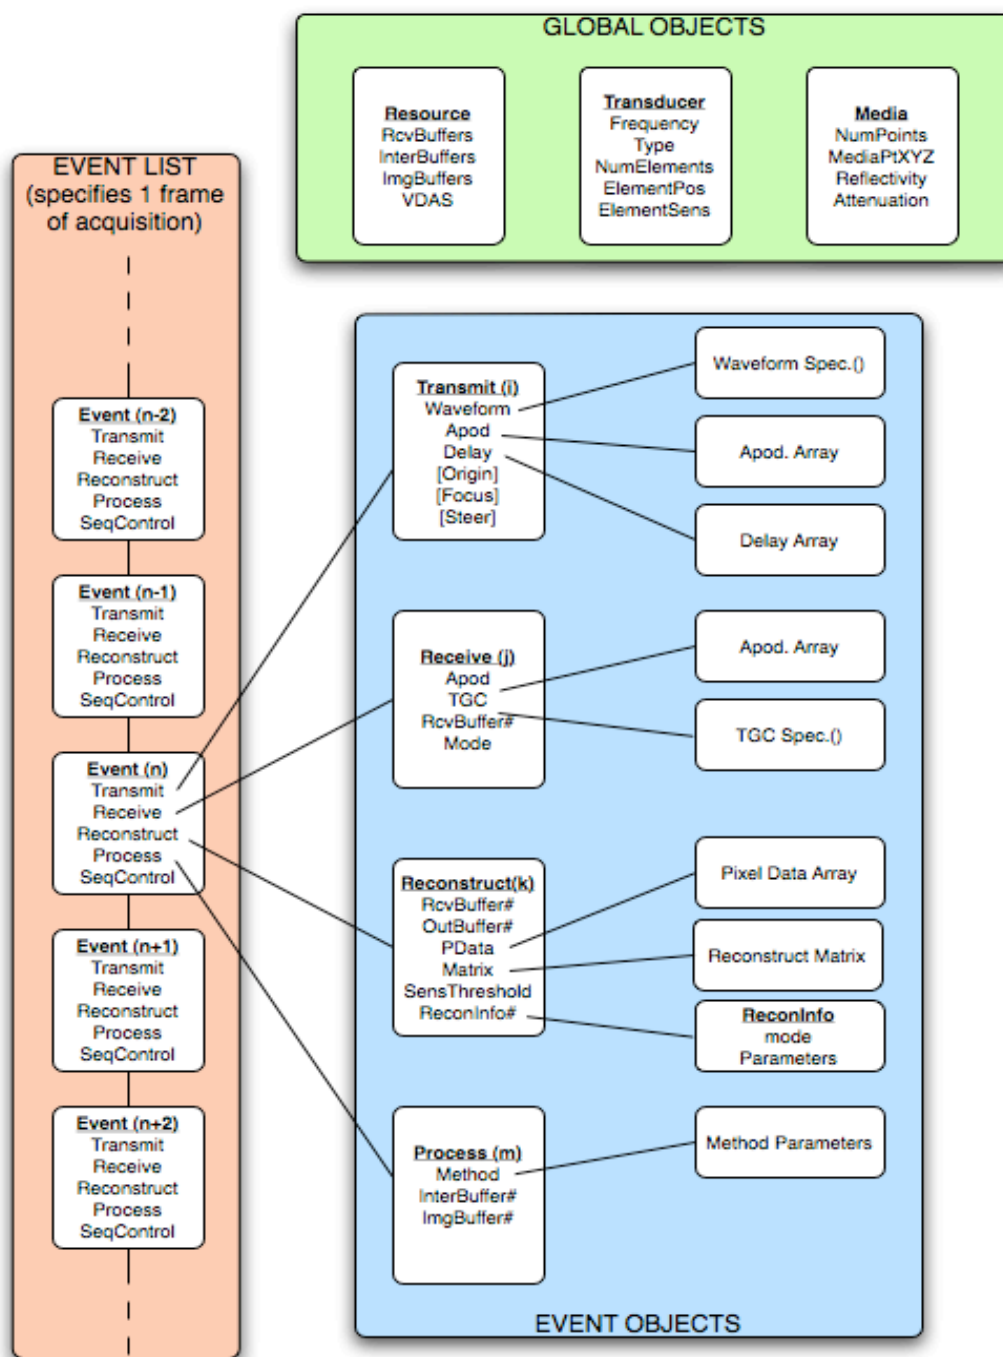 GLOBAL OBJECTS
Resource
RcvBuffers
InterBuffers
ImgBuffers
VDAS
Transducer
Frequency
Type
NumElements
ElementPos
ElementSens
Media
NumPoints
MediaPtXYZ
Reflectivity
Attenuation
EVENT LIST
(specifies 1 frame
of acquisition)
Event (n-2)
Transmit
Receive
Reconstruct
Process
SeqControl
Event (n-1)
Transmit
Receive
Reconstruct
Process
SeqControl
Event (n)
Transmit
Receive
Reconstruct
Process
SeqControl
Event (n+1)
Transmit
Receive
Reconstruct
Process
SeqControl
Event (n+2)
Transmit
Receive
Reconstruct
Process
SeqControl
Transmit (i)
Waveform
Apod
Delay
[Origin]
[Focus]
[Steer]
Waveform Spec.()
Apod. Array
Delay Array
Receive (j)
Apod
TGC
RcvBuffer#
Mode
Apod. Array
TGC Spec.()
Reconstruct(k)
RcvBuffer#
OutBuffer#
PData
Matrix
SensThreshold
ReconInfo#
Pixel Data Array
Reconstruct Matrix
ReconInfo
mode
Parameters
Process (m)
Method
InterBuffer#
ImgBuffer#
Method Parameters
EVENT OBJECTS